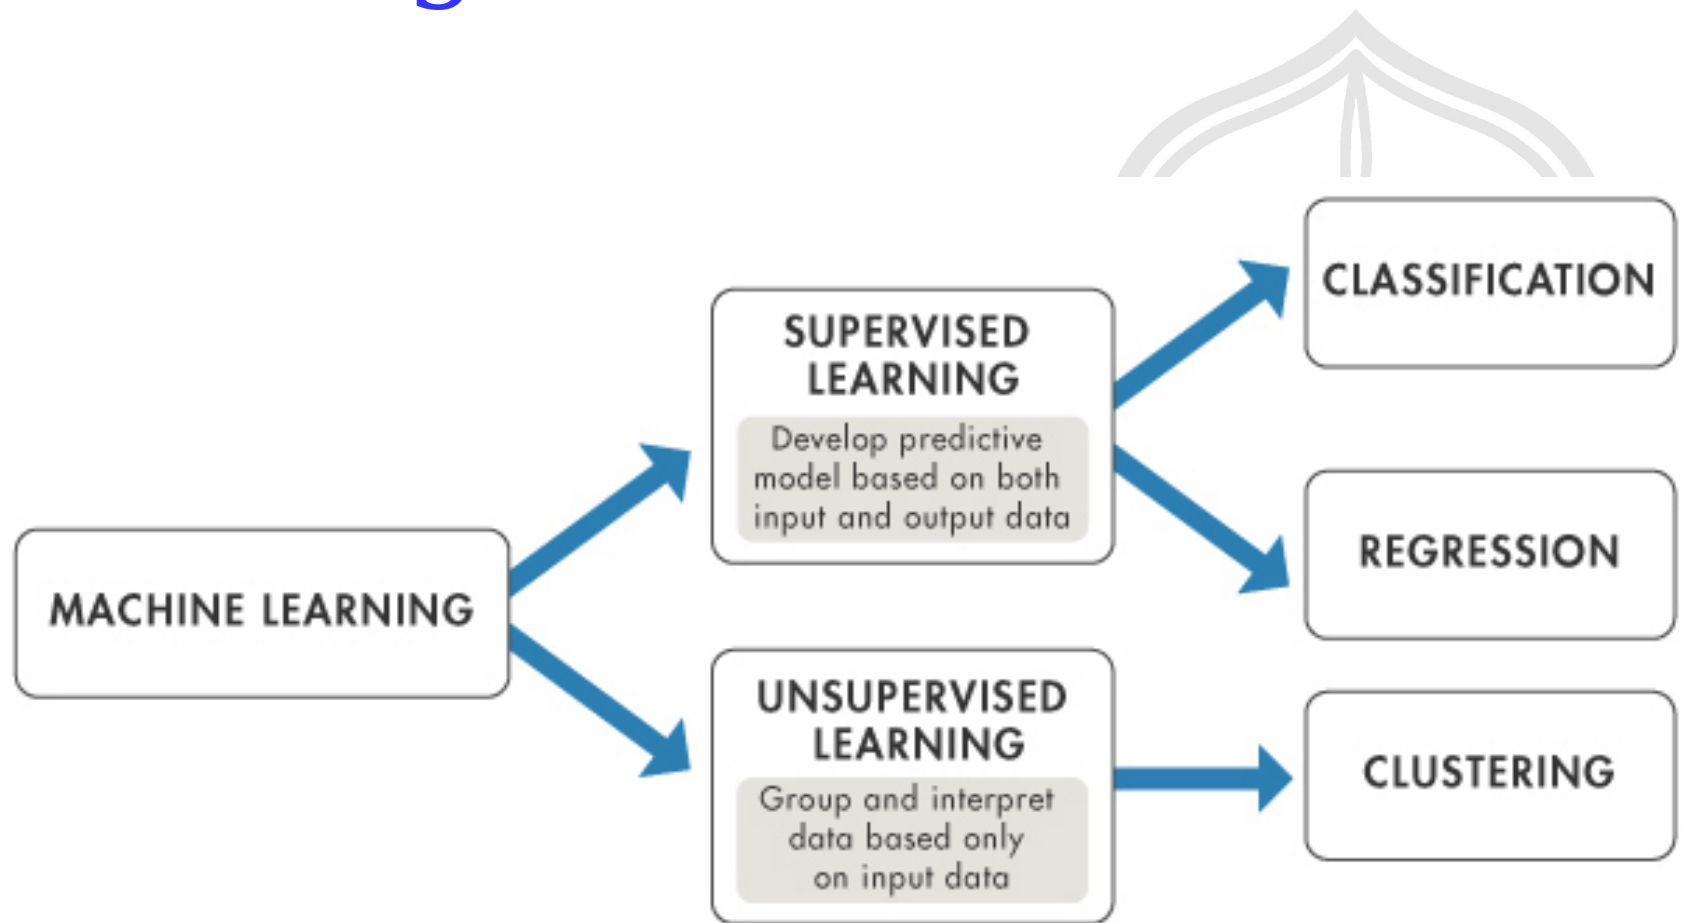 MACHINE LEARNING
SUPERVISED
LEARNING
Develop predictive
model based on both
input and output data
UNSUPERVISED
LEARNING
Group and interpret
data based only
on input data
CLASSIFICATION
REGRESSION
CLUSTERING